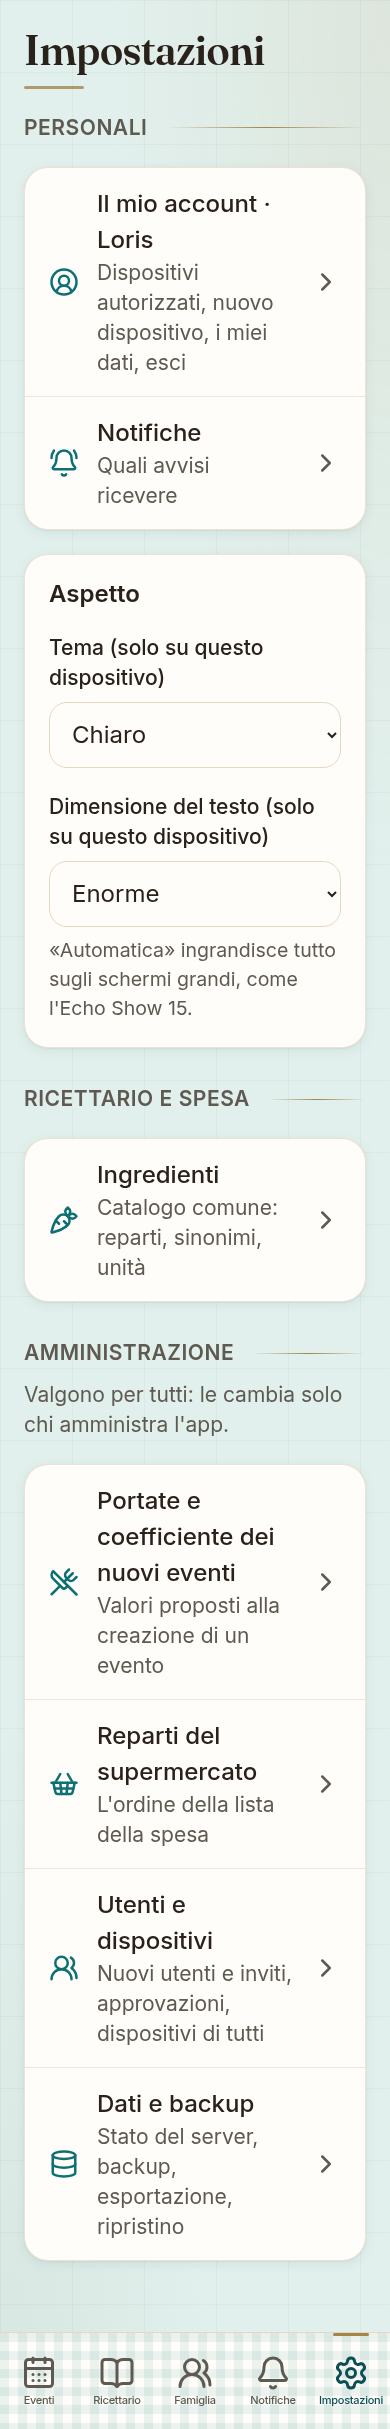 Impostazioni
PERSONALI
Il mio account ·
Loris
Dispositivi
autorizzati, nuovo
dispositivo, i miei
dati, esci
Notifiche
Quali avvisi
ricevere
Aspetto
Tema (solo su questo
dispositivo)
Chiaro
Dimensione del testo (solo
su questo dispositivo)
Enorme
«Automatica» ingrandisce tutto
sugli schermi grandi, come
l'Echo Show 15.
RICETTARIO E SPESA
Ingredienti
Catalogo comune:
reparti, sinonimi,
unità
AMMINISTRAZIONE
Valgono per tutti: le cambia solo
chi amministra l'app.
Portate e
coefficiente dei
nuovi eventi
Valori proposti alla
creazione di un
evento
Reparti del
supermercato
L'ordine della lista
della spesa
Utenti e
dispositivi
Nuovi utenti e inviti,
approvazioni,
dispositivi di tutti
Dati e backup
Stato del server,
backup,
esportazione,
ripristino
Eventi
Ricettario
Famiglia
Notifiche
Impostazioni